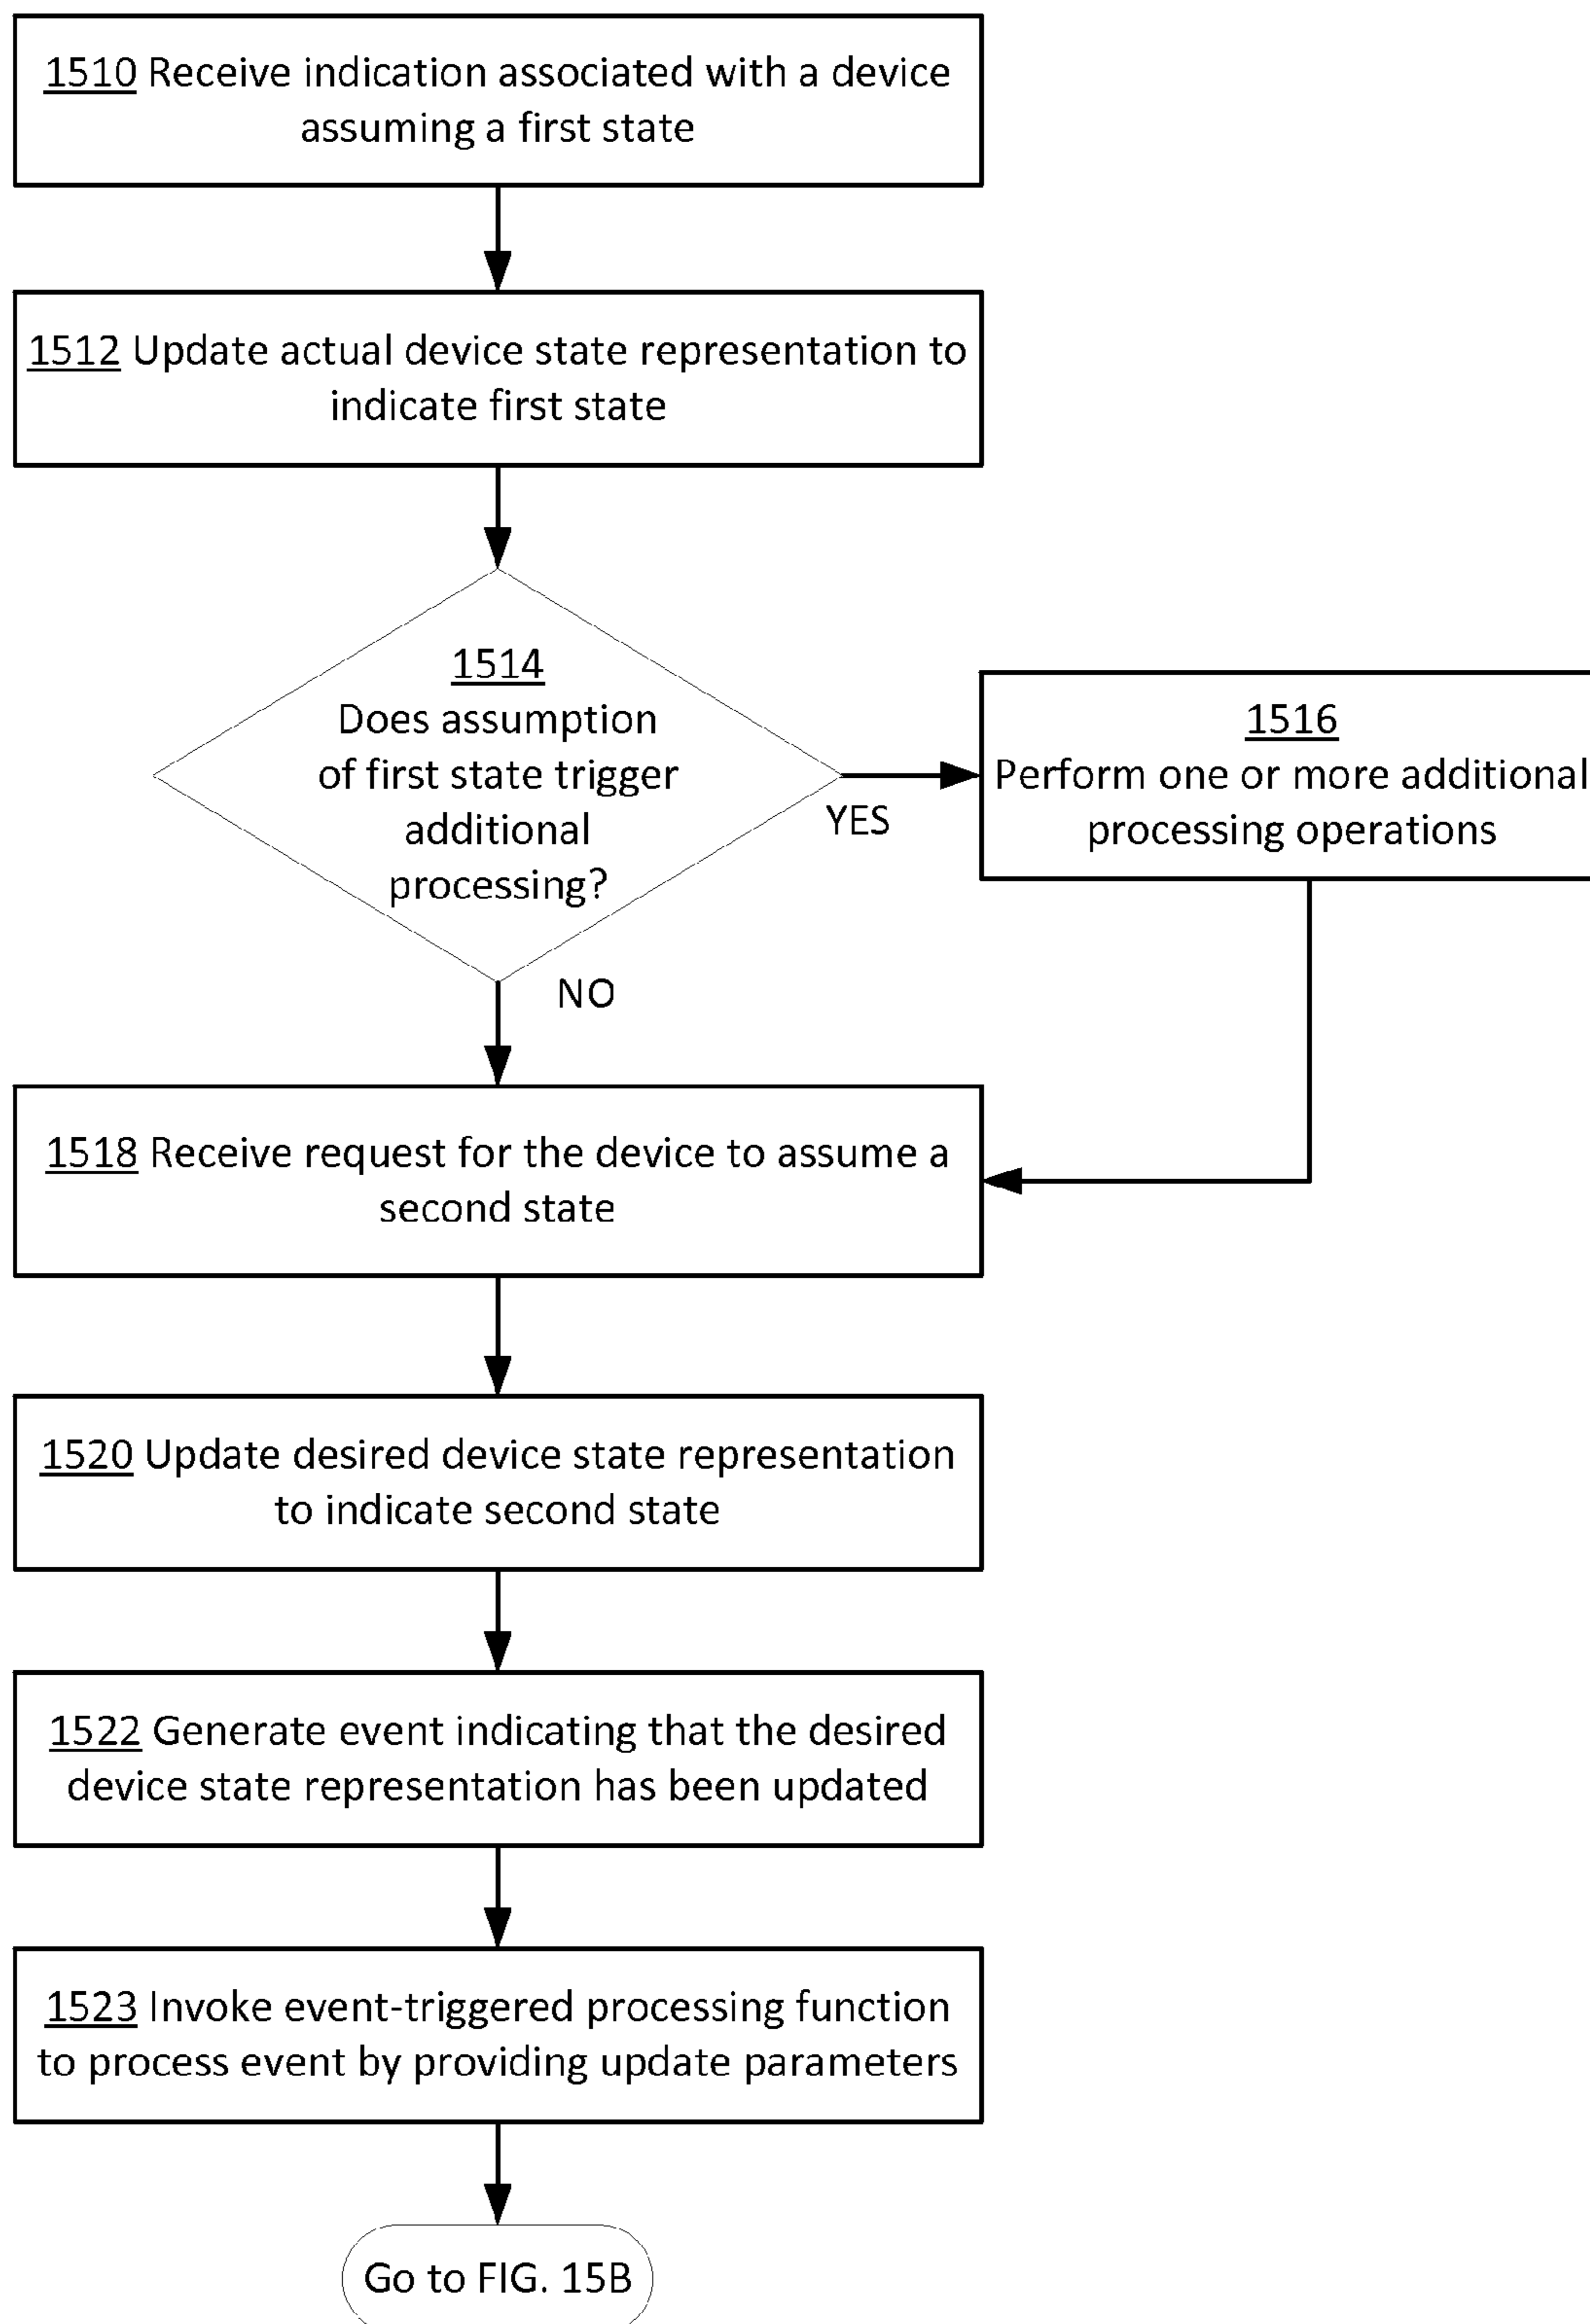 1510 Receive indication associated with a device
assuming a first state
1512 Update actual device state representation to
indicate first state
1514
Does assumption
of first state trigger
additional
processing?
YES
1516
Perform one or more additional
processing operations
NO
1518 Receive request for the device to assume a
second state
1520 Update desired device state representation
to indicate second state
1522 Generate event indicating that the desired
device state representation has been updated
1523 Invoke event-triggered processing function
to process event by providing update parameters
Go to FIG. 15B